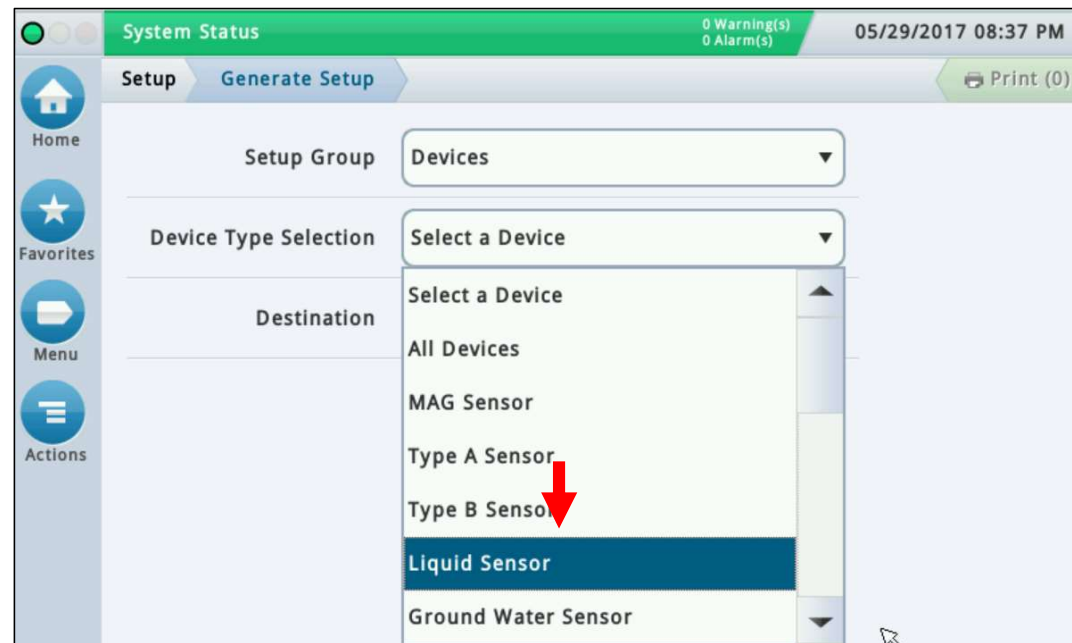 System Status
0 Warning(s)
0 Alarm(s)
05/29/2017 08:37 PM
Setup Generate Setup
Print (0)
Home
Setup Group Devices
Favorites
Device Type Selection Select a Device
Select a Device
Destination
Menu
All Devices
MAG Sensor
Actions
Type A Sensor
Type B Sensor
Liquid Sensor
Ground Water Sensor